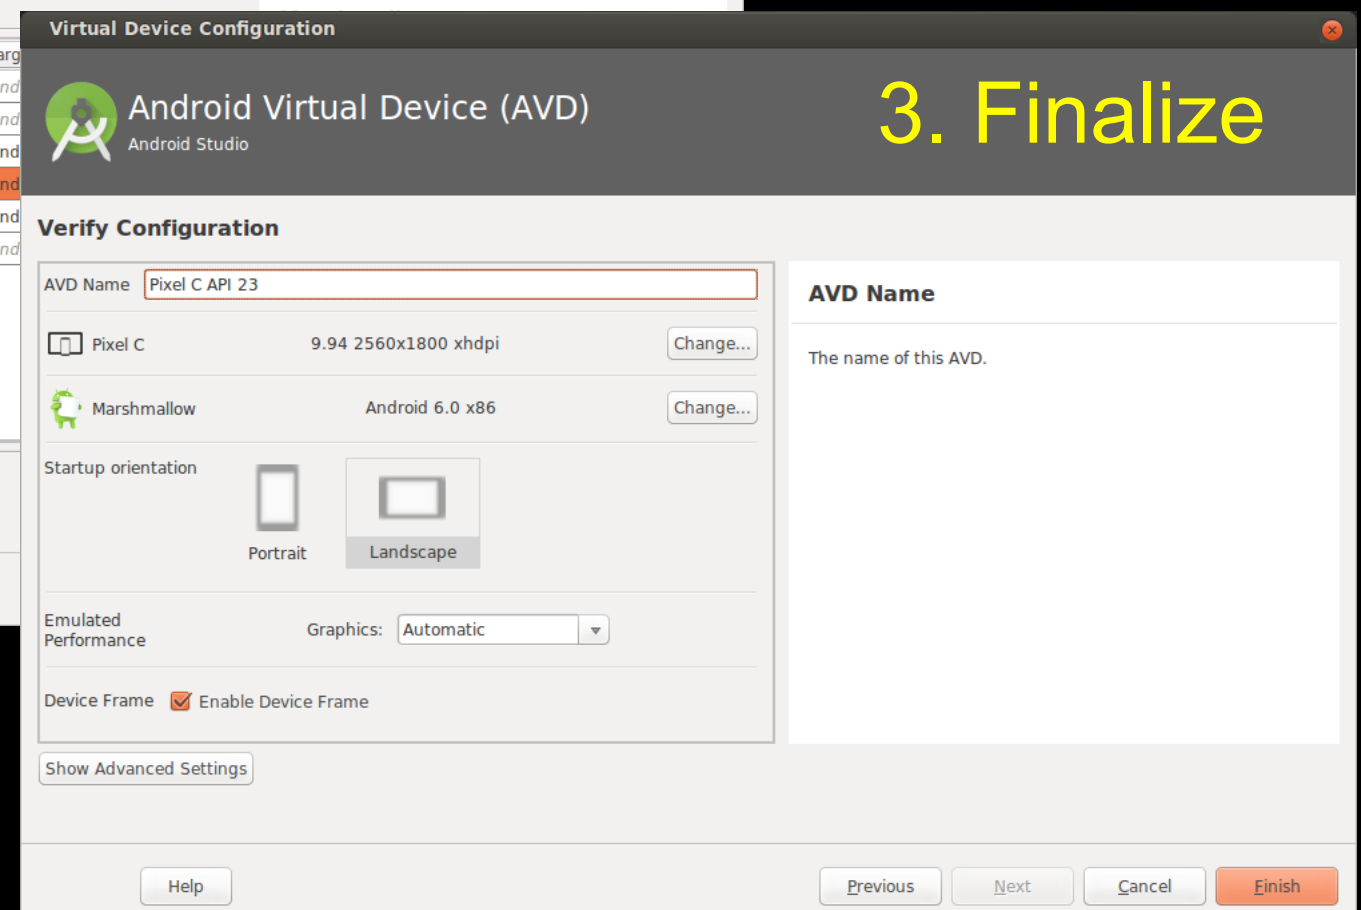 Virtual Device Configuration
Android Virtual Device (AVD)
Android Studio
3. Finalize
Verify Configuration
AVD Name Pixel C API 23
Pixel C 9.94 2560x1800 xhdpi Change...
Marshmallow Android 6.0 x86 Change...
Startup orientation
Portrait Landscape
Emulated
Performance
Graphics: Automatic
Device Frame Enable Device Frame
Show Advanced Settings
AVD Name
The name of this AVD.
Help Previous Next Cancel Finish